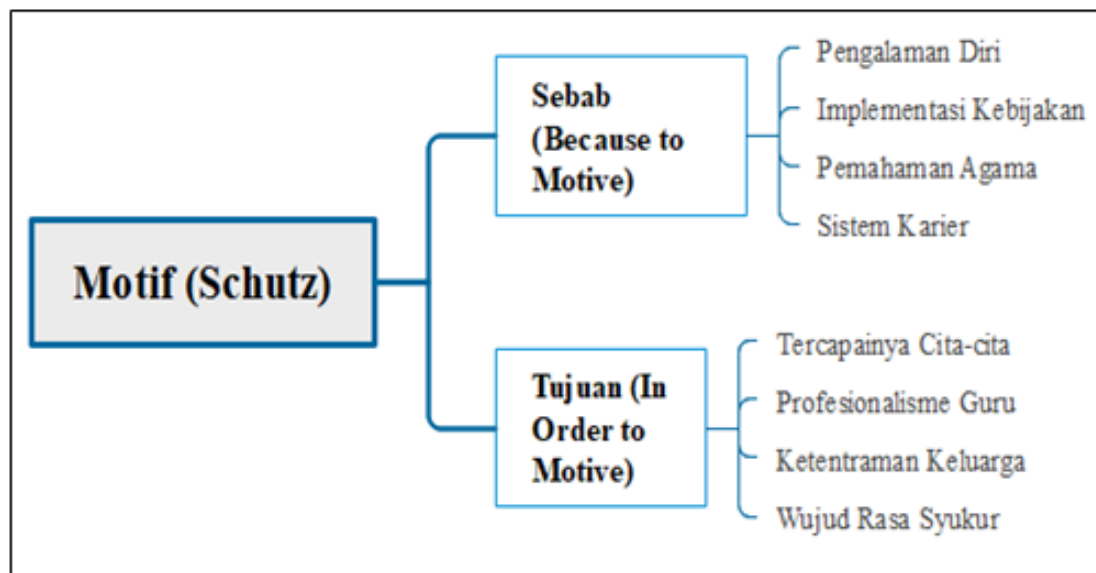 Motif (Schutz)
Sebab
(Because to
Motive)
Pengalaman Diri
Implementasi Kebijakan
Pemahaman Agama
Sistem Karier
Tujuan (In
Order to
Motive)
Tercapainya Cita-cita
Profesionalisme Guru
Ketentraman Keluarga
Wujud Rasa Syukur